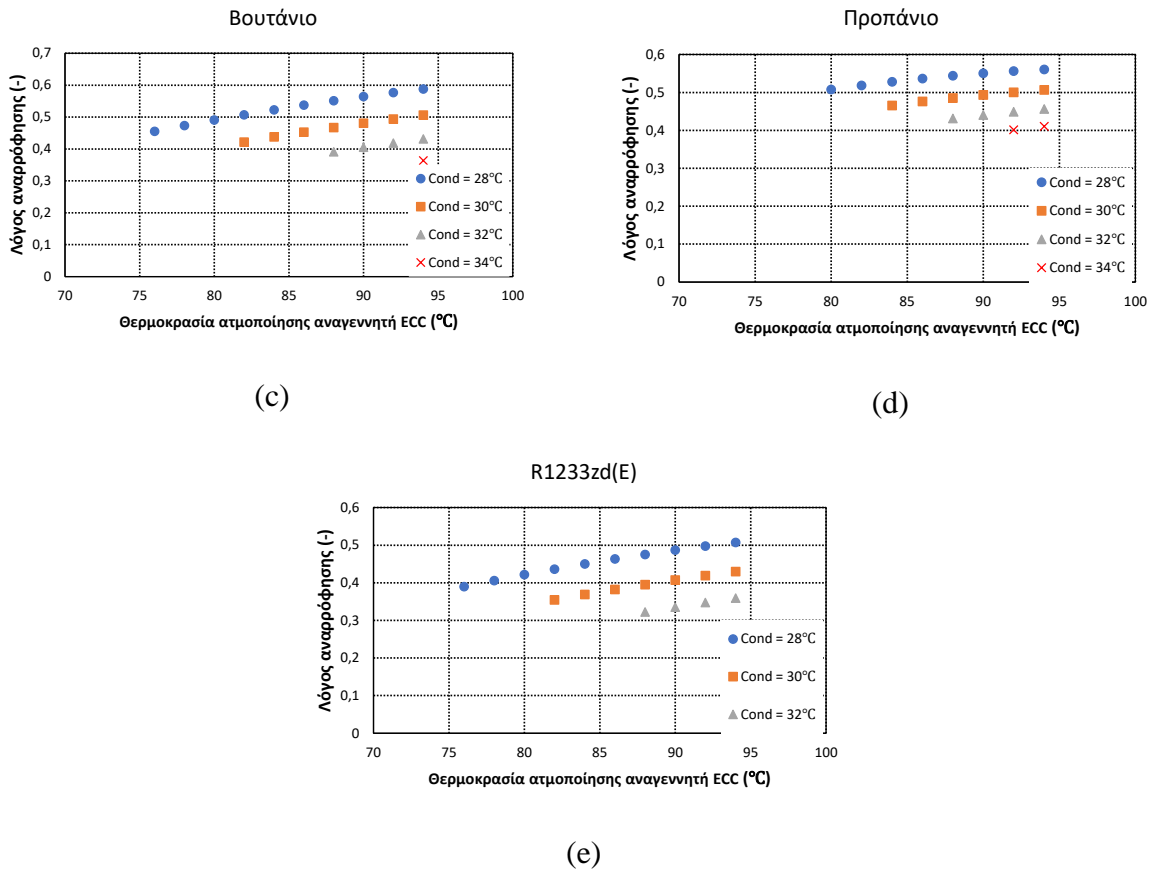 Βουτάνιο
Λόγος αναρρόφησης (-)
0,7
0,6
0,5
0,4
0,3
0,2
0,1
0
Cond = 28℃
Cond = 30℃
Cond = 32℃
Cond = 34℃
70 75 80 85 90 95 100
Θερμοκρασία ατμοποίησης αναγεννητή ECC (℃)
(c)
Προπάνιο
Λόγος αναρρόφησης (-)
0,6
0,5
0,4
0,3
0,2
0,1
0
Cond = 28℃
Cond = 30℃
Cond = 32℃
Cond = 34℃
70 75 80 85 90 95 100
Θερμοκρασία ατμοποίησης αναγεννητή ECC (℃)
(d)
R1233zd(E)
Λόγος αναρρόφησης (-)
0,6
0,5
0,4
0,3
0,2
0,1
0
Cond = 28℃
Cond = 30℃
Cond = 32℃
70 75 80 85 90 95 100
Θερμοκρασία ατμοποίησης αναγεννητή ECC (℃)
(e)